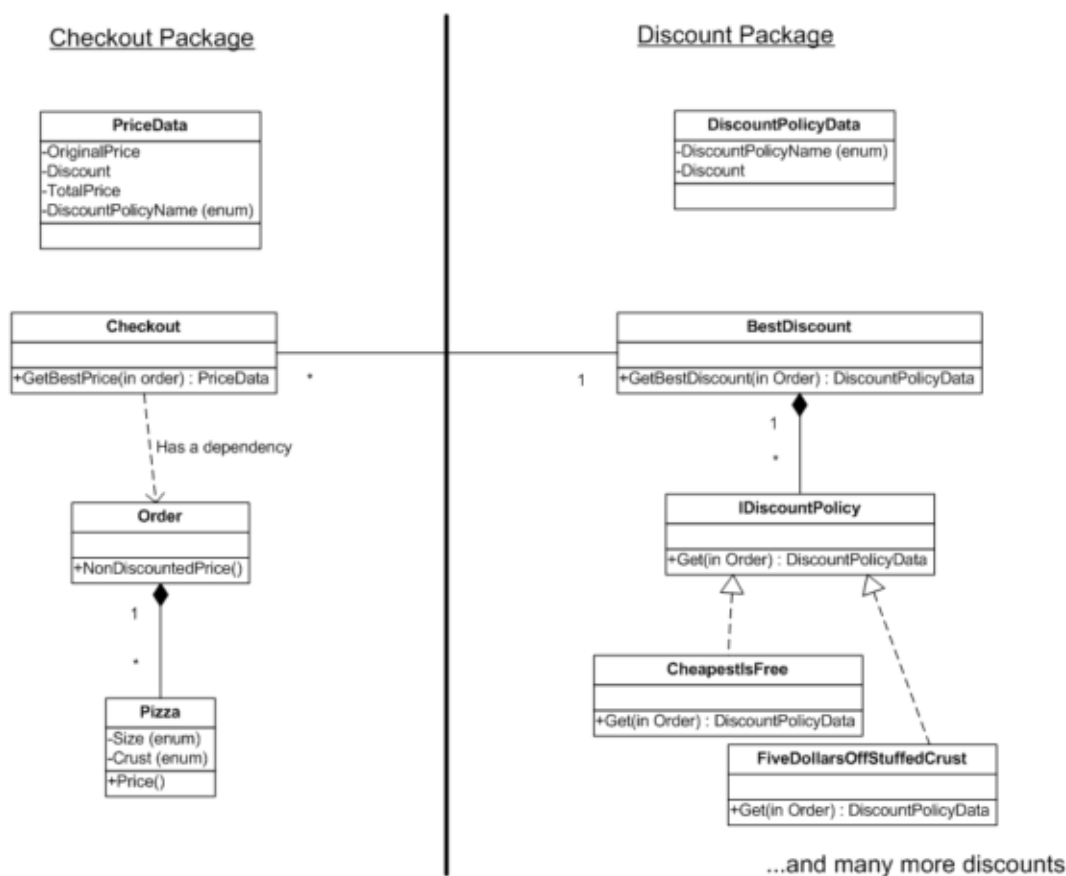 Checkout Package
PriceData
-OriginalPrice
-Discount
-TotalPrice
-DiscountPolicyName (enum)
Checkout
+GetBestPrice(in order) : PriceData
*
Has a dependency
Order
+NonDiscountedPrice()
1
*
Pizza
-Size (enum)
-Crust (enum)
+Price()
Discount Package
DiscountPolicyData
-DiscountPolicyName (enum)
-Discount
BestDiscount
+GetBestDiscount(in Order) : DiscountPolicyData
1
1
*
IDiscountPolicy
+Get(in Order) : DiscountPolicyData
CheapestIsFree
+Get(in Order) : DiscountPolicyData
FiveDollarsOffStuffedCrust
+Get(in Order) : DiscountPolicyData
...and many more discounts